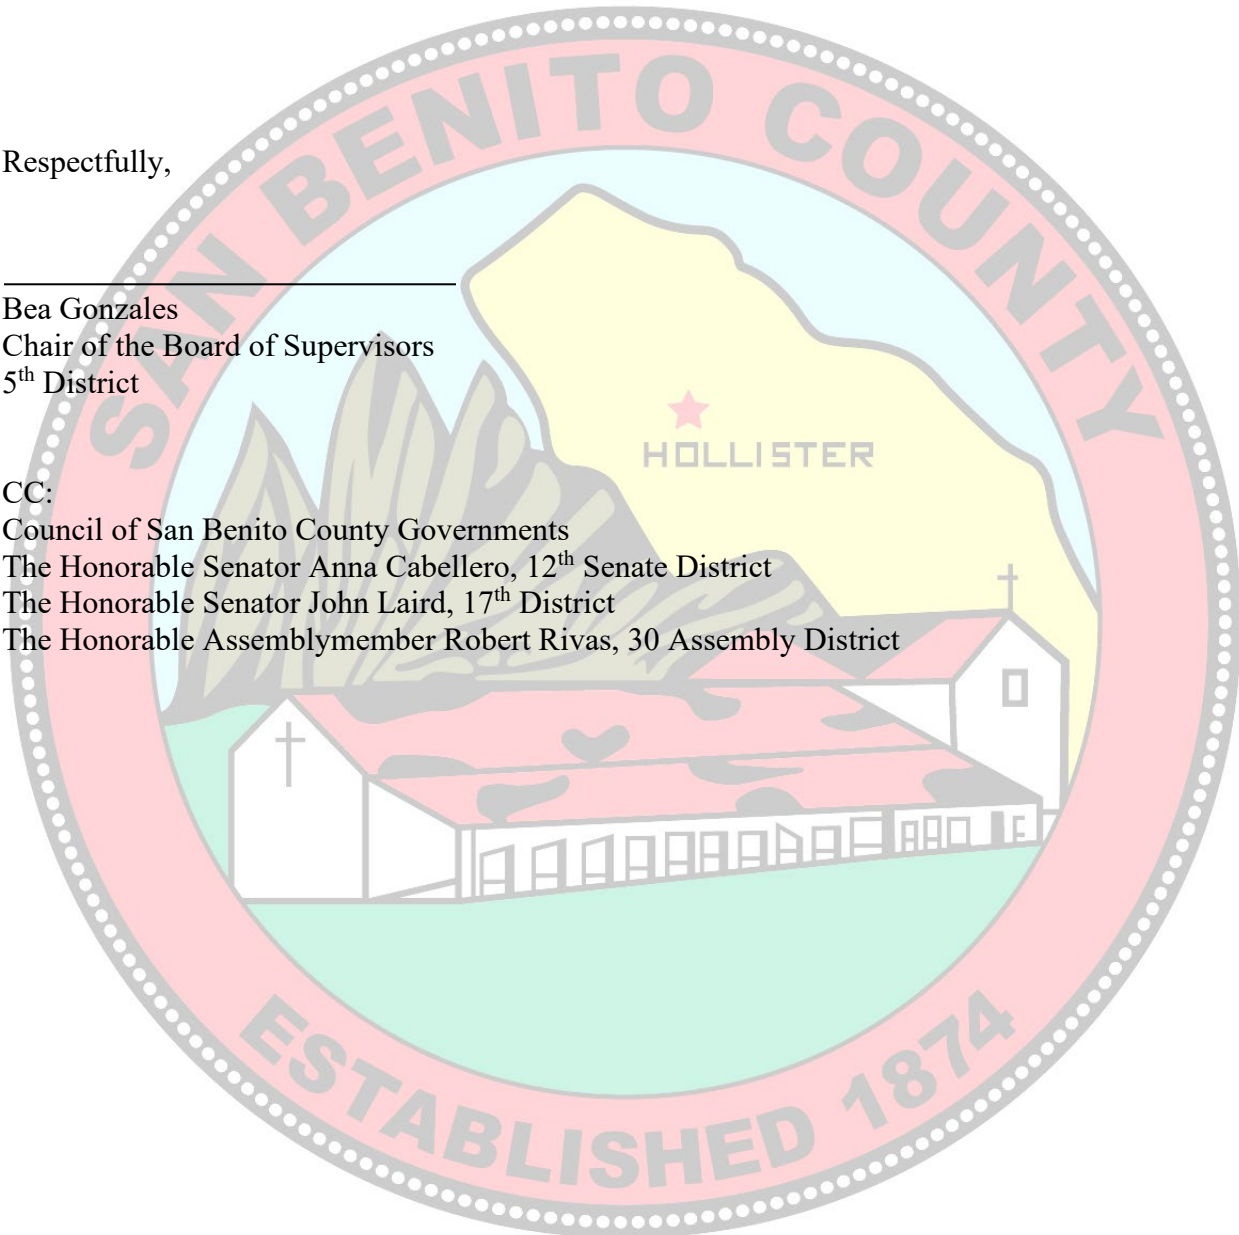 SAN BENITO COUNTY
Respectfully,
Bea Gonzales
Chair of the Board of Supervisors
5th District
HOLLISTER
CC:
Council of San Benito County Governments
The Honorable Senator Anna Cabellero, 12th Senate District
The Honorable Senator John Laird, 17th District
The Honorable Assemblymember Robert Rivas, 30 Assembly District
ESTABLISHED 1874